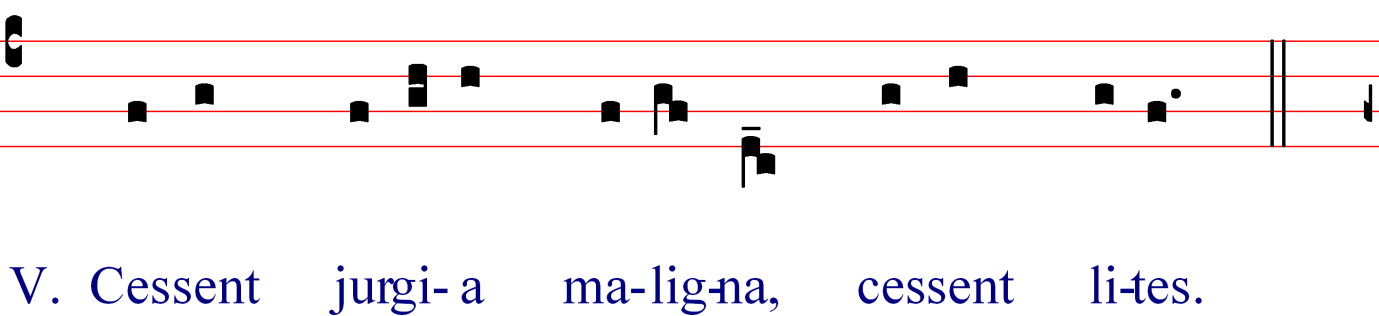 V. Cessent jurgi- a ma-lig-na, cessent li-tes.